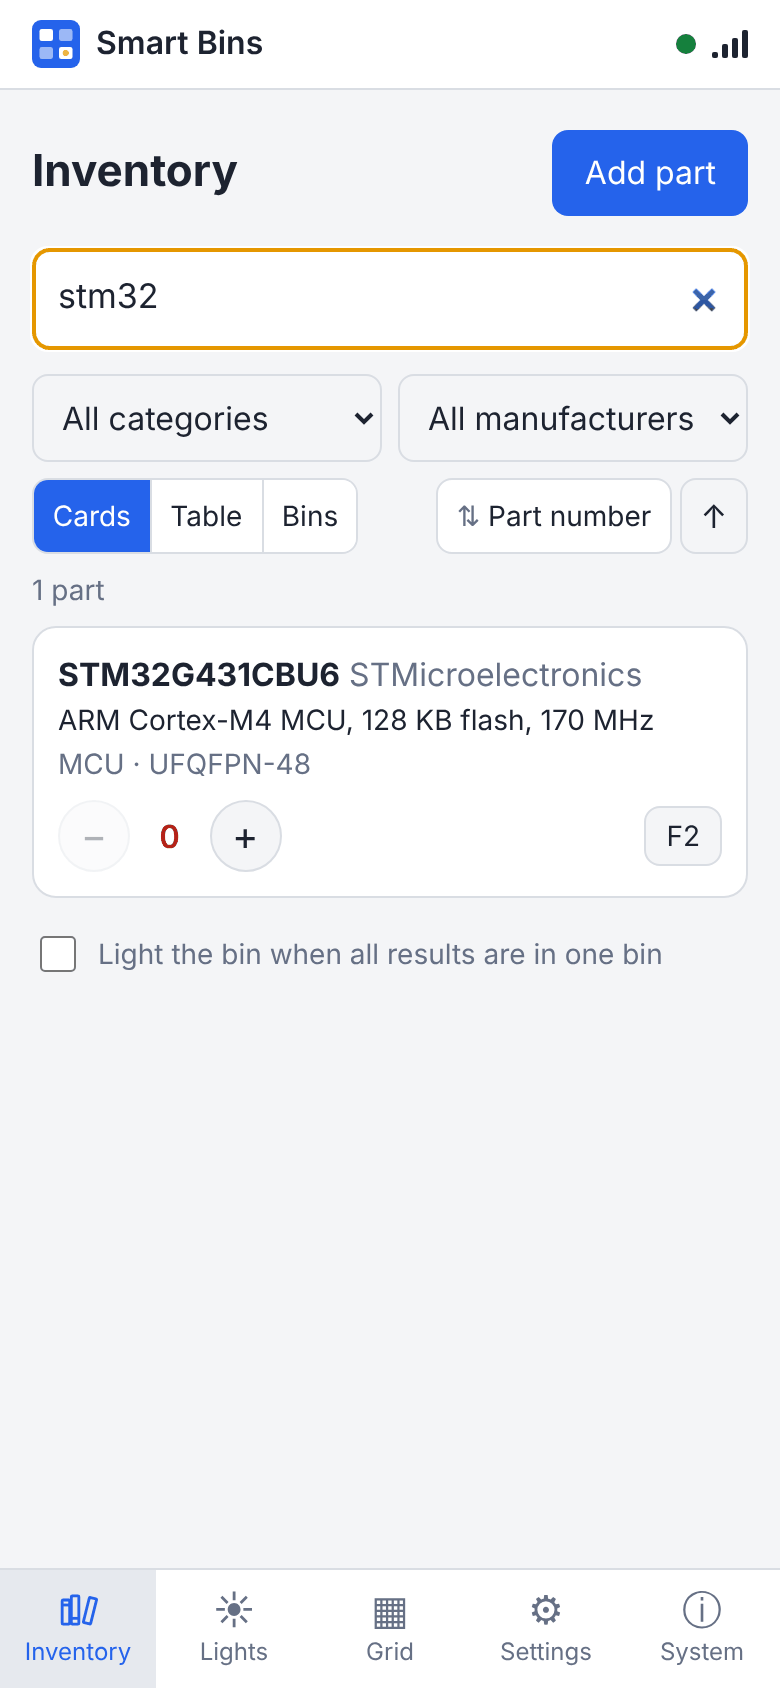 Smart Bins
Inventory
Add part
stm32
All categories
All manufacturers
Cards Table Bins
Part number
1 part
STM32G431CBU6 STMicroelectronics
ARM Cortex-M4 MCU, 128 KB flash, 170 MHz
MCU · UFQFPN-48
− 0 + F2
Light the bin when all results are in one bin
Inventory Lights Grid Settings System